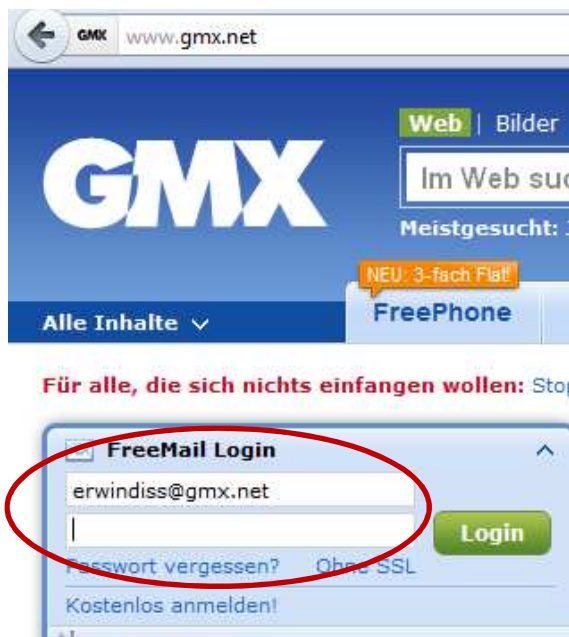 GMX www.gmx.net
Web | Bilder
GMX
Im Web suc
Meistgesucht:
NEU: 3-fach Flat!
Alle Inhalte
FreePhone
Für alle, die sich nichts einfangen wollen: Stop
FreeMail Login
erwindiss@gmx.net
Login
Passwort vergessen? Ohne SSL
Kostenlos anmelden!